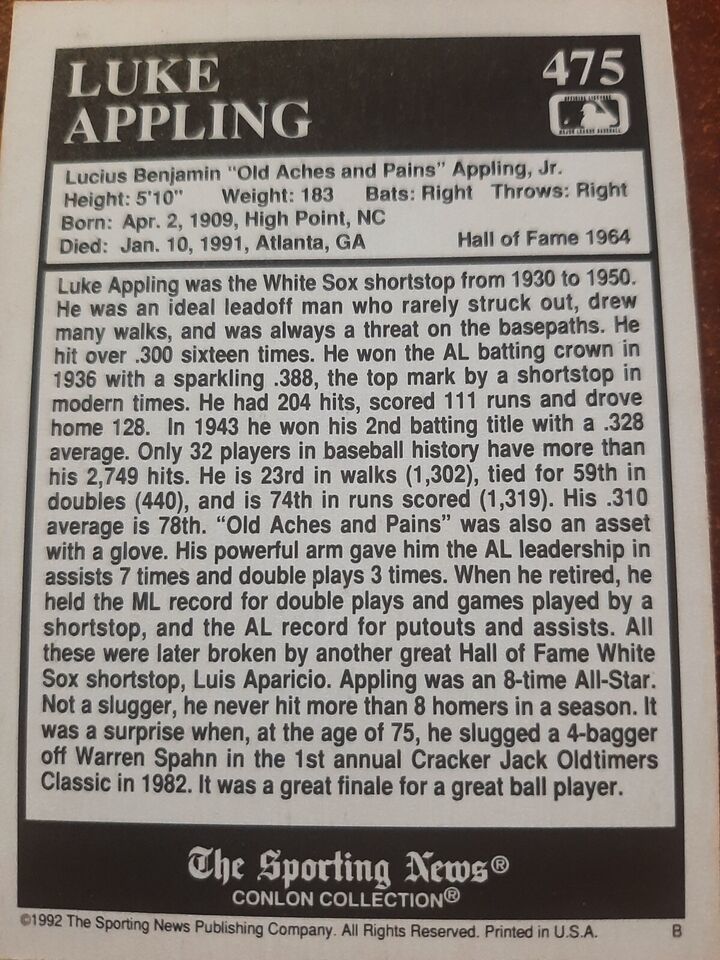 LUKE
APPLING
475
OFFICIAL LICENSEE
MAJOR LEAGUE BASEBALL
Lucius Benjamin "Old Aches and Pains" Appling, Jr.
Height: 5'10" Weight: 183 Bats: Right Throws: Right
Born: Apr. 2, 1909, High Point, NC
Died: Jan. 10, 1991, Atlanta, GA Hall of Fame 1964
Luke Appling was the White Sox shortstop from 1930 to 1950.
He was an ideal leadoff man who rarely struck out, drew
many walks, and was always a threat on the basepaths. He
hit over .300 sixteen times. He won the AL batting crown in
1936 with a sparkling .388, the top mark by a shortstop in
modern times. He had 204 hits, scored 111 runs and drove
home 128. In 1943 he won his 2nd batting title with a .328
average. Only 32 players in baseball history have more than
his 2,749 hits. He is 23rd in walks (1,302), tied for 59th in
doubles (440), and is 74th in runs scored (1,319). His .310
average is 78th. "Old Aches and Pains" was also an asset
with a glove. His powerful arm gave him the AL leadership in
assists 7 times and double plays 3 times. When he retired, he
held the ML record for double plays and games played by a
shortstop, and the AL record for putouts and assists. All
these were later broken by another great Hall of Fame White
Sox shortstop, Luis Aparicio. Appling was an 8-time All-Star.
Not a slugger, he never hit more than 8 homers in a season. It
was a surprise when, at the age of 75, he slugged a 4-bagger
off Warren Spahn in the 1st annual Cracker Jack Oldtimers
Classic in 1982. It was a great finale for a great ball player.
The Sporting News®
CONLON COLLECTION®
©1992 The Sporting News Publishing Company. All Rights Reserved. Printed in U.S.A. B